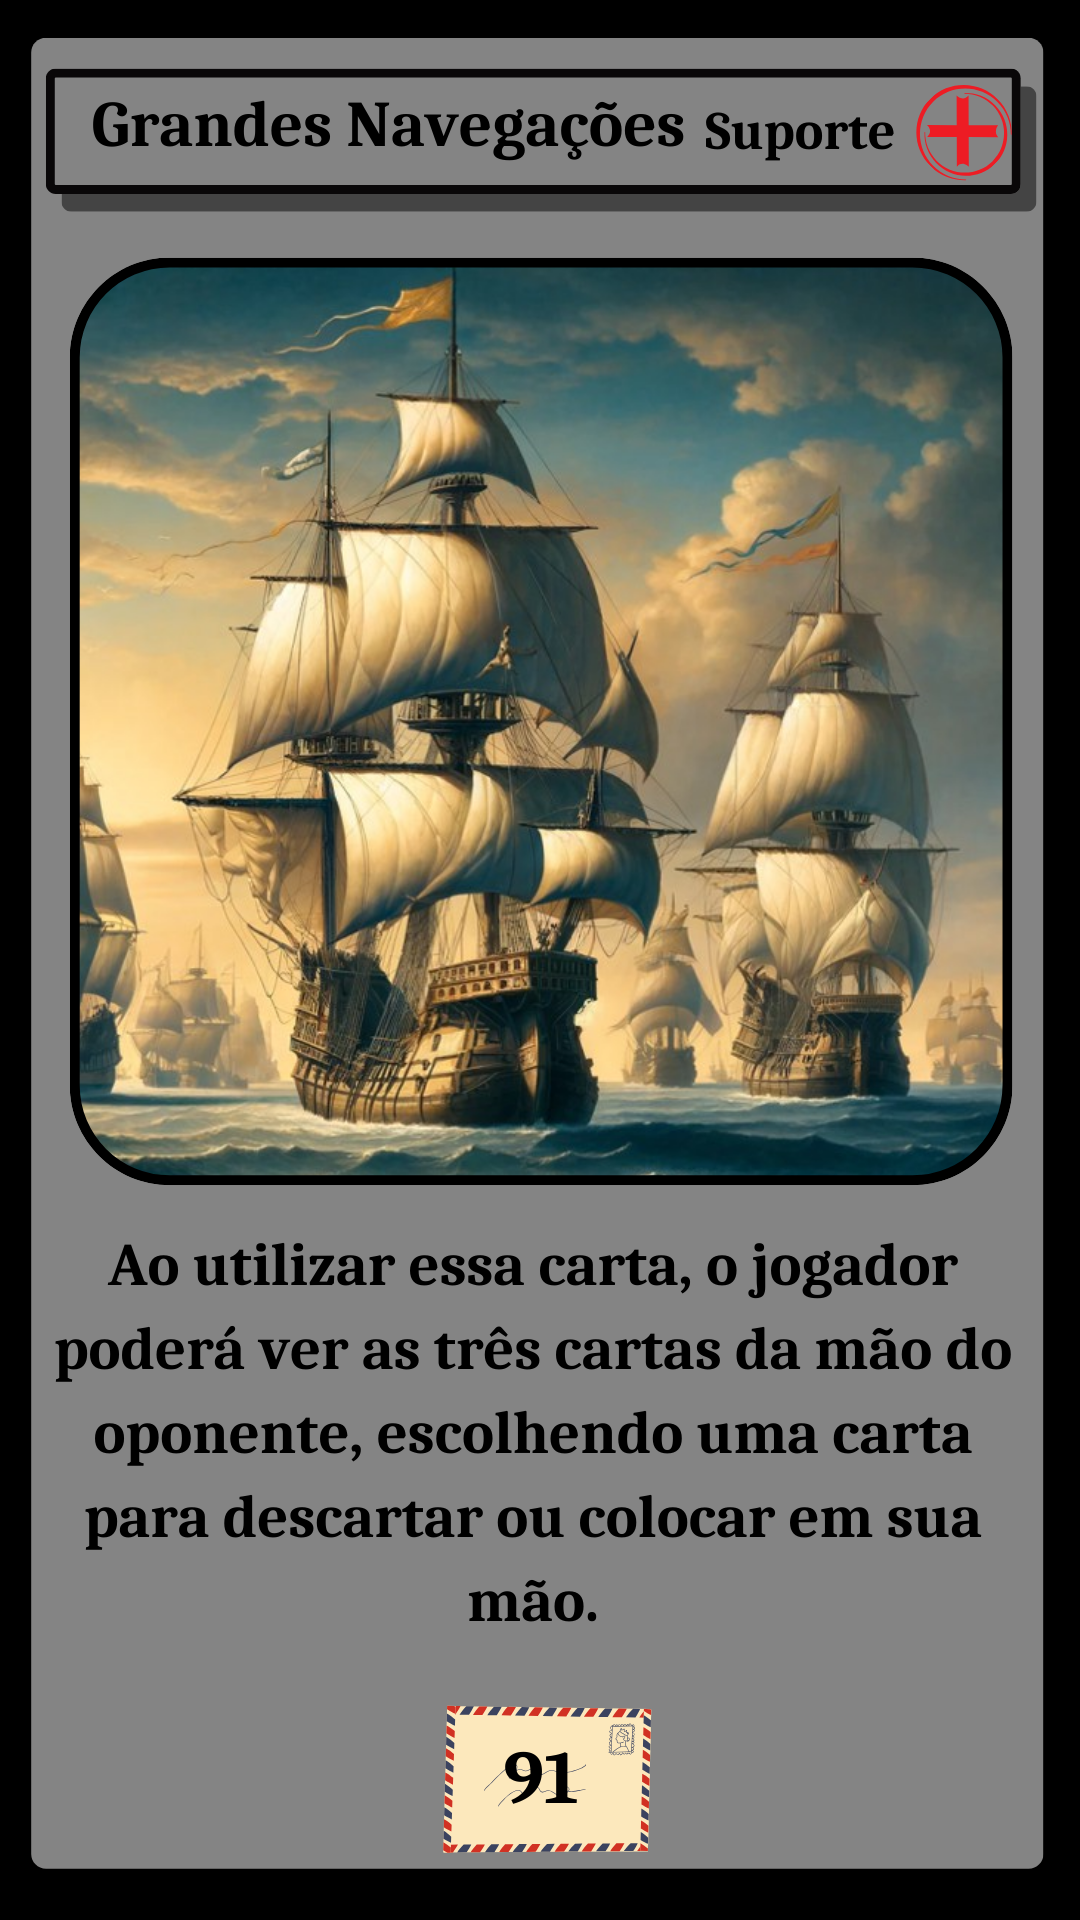 Grandes Navegações Suporte
Ao utilizar essa carta, o jogador
poderá ver as três cartas da mão do
oponente, escolhendo uma carta
para descartar ou colocar em sua
mão.
91